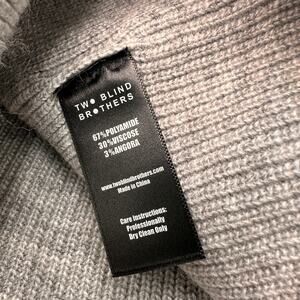 TWO BLIND
BROTHERS
67%POLYAMIDE
30%VISCOSE
3%ANGORA
www.twoblindbrothers.com
Made in China
Care Instructions:
Professionally
Dry Clean Only